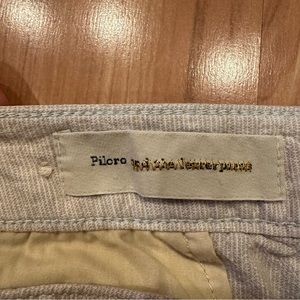 Pilcro and the letterpress